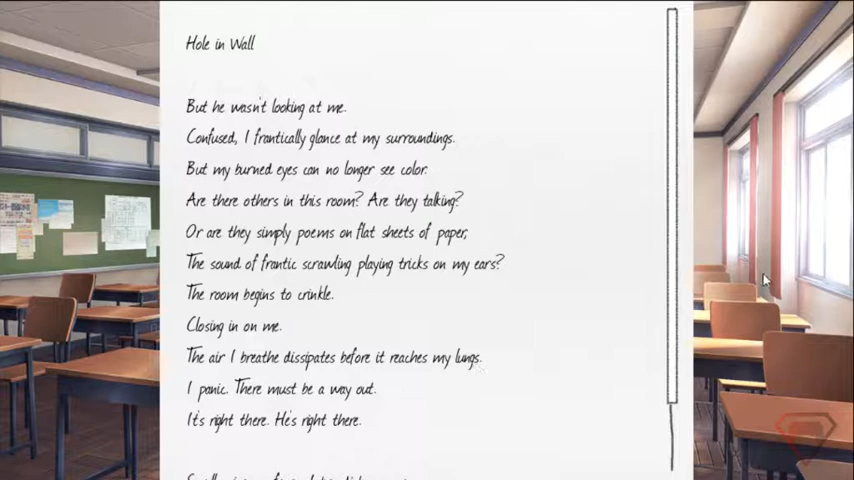 Hole in Wall
But he wasn't looking at me.
Confused, I frantically glance at my surroundings.
But my burned eyes can no longer see color.
Are there others in this room? Are they talking?
Or are they simply poems on flat sheets of paper,
The sound of frantic scrawling playing tricks on my ears?
The room begins to crinkle.
Closing in on me.
The air I breathe dissipates before it reaches my lungs.
I panic. There must be a way out.
It's right there. He's right there.